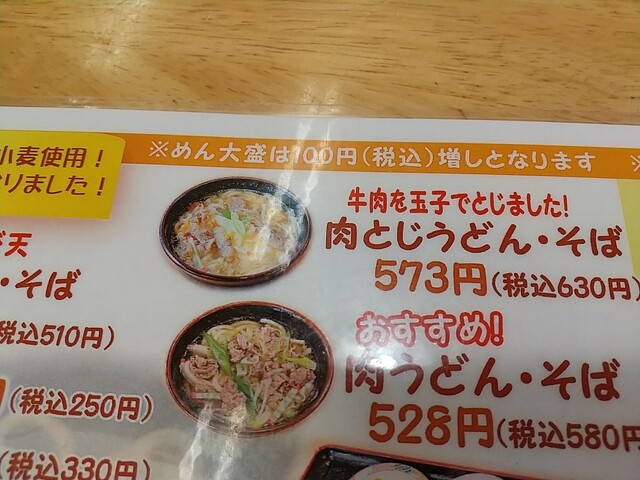 小麦使用!
なりました!
※めん大盛は100円(税込)増しとなります
※
牛肉を玉子でとじました!
肉とじうどん・そば
573円(税込630円)
天
・そば
税込510円)
(税込250円)
(税込330円)
おすすめ!
肉うどん・そば
528円(税込580円